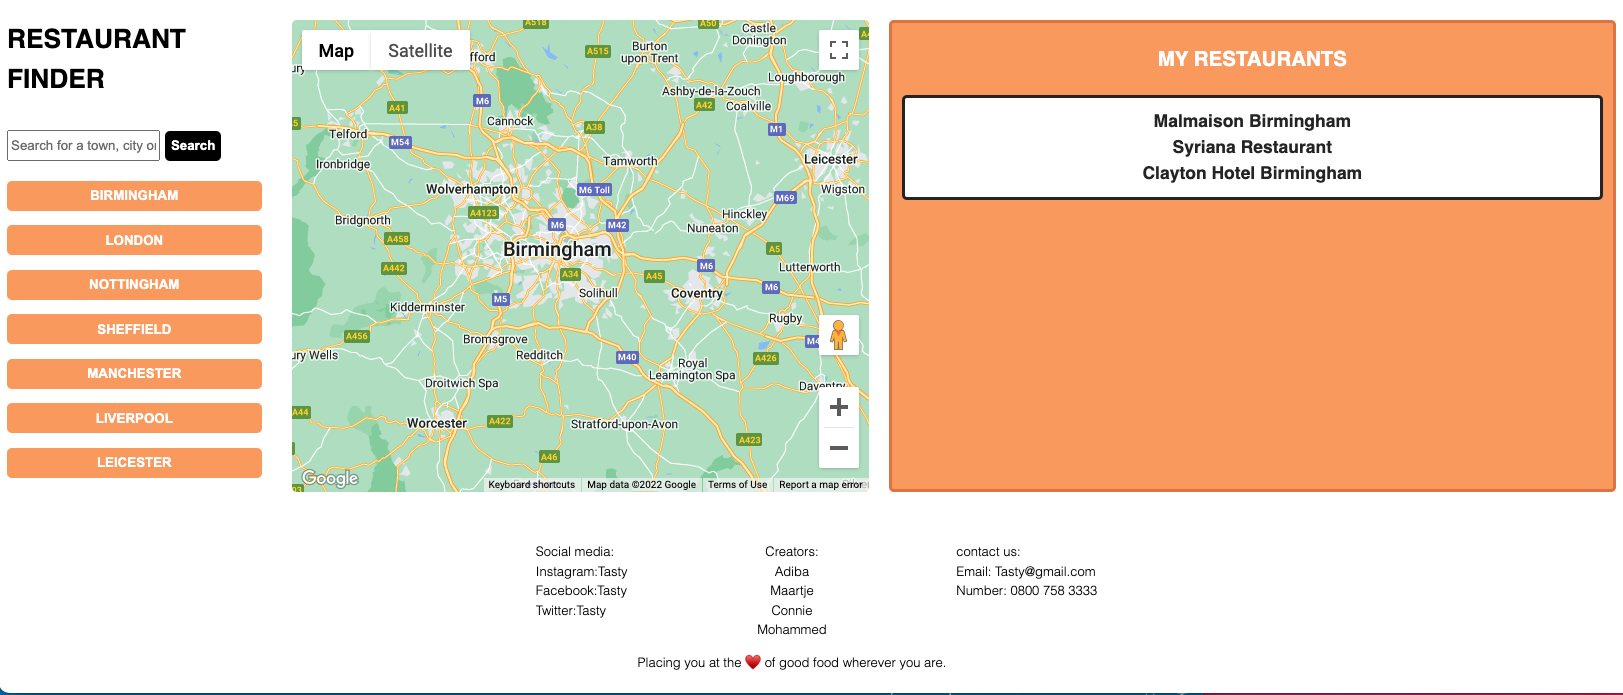 RESTAURANT
FINDER
Search for a town, city or
Search
BIRMINGHAM
LONDON
NOTTINGHAM
SHEFFIELD
MANCHESTER
LIVERPOOL
LEICESTER
Map
Satellite
A518
A50
Castle
Donington
Burton
upon Trent
A515
Loughborough
Ashby-de-la-Zouch
M6
A41
A42
Coalville
Cannock
A38
M1
Telford
M54
Tamworth
Leicester
Ironbridge
Wolverhampton
M6 Toll
Wigston
M69
A4123
Hinckley
Bridgnorth
M6
M42
Nuneaton
A458
Birmingham
A5
A442
A34
A45
M6
Lutterworth
Solihull
Coventry
M6
M5
Kidderminster
Rugby
A456
Bromsgrove
M40
Redditch
A426
Royal
Leamington Spa
Droitwich Spa
Daventry
A44
Worcester
A422
Stratford-upon-Avon
A423
A46
Google
Keyboard shortcuts
Map data ©2022 Google
Terms of Use
Report a map error
MY RESTAURANTS
Malmaison Birmingham
Syriana Restaurant
Clayton Hotel Birmingham
Social media:
Instagram:Tasty
Facebook:Tasty
Twitter:Tasty
Creators:
Adiba
Maartje
Connie
Mohammed
contact us:
Email: Tasty@gmail.com
Number: 0800 758 3333
Placing you at the ❤️ of good food wherever you are.